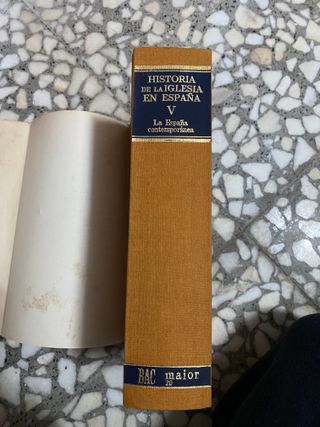 HISTORIA
DE LA IGLESIA
EN ESPAÑA
V
La España
contemporánea
BAC maior
20